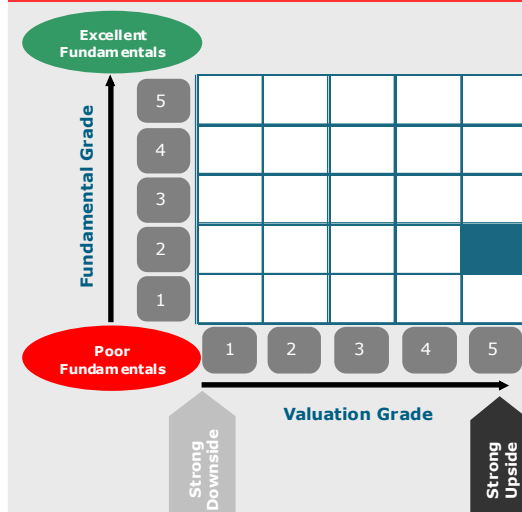 Excellent
Fundamentals
Fundamental Grade
5
4
3
2
1
Poor
Fundamentals
1
2
3
4
5
Valuation Grade
Strong
Downside
Strong
Upside